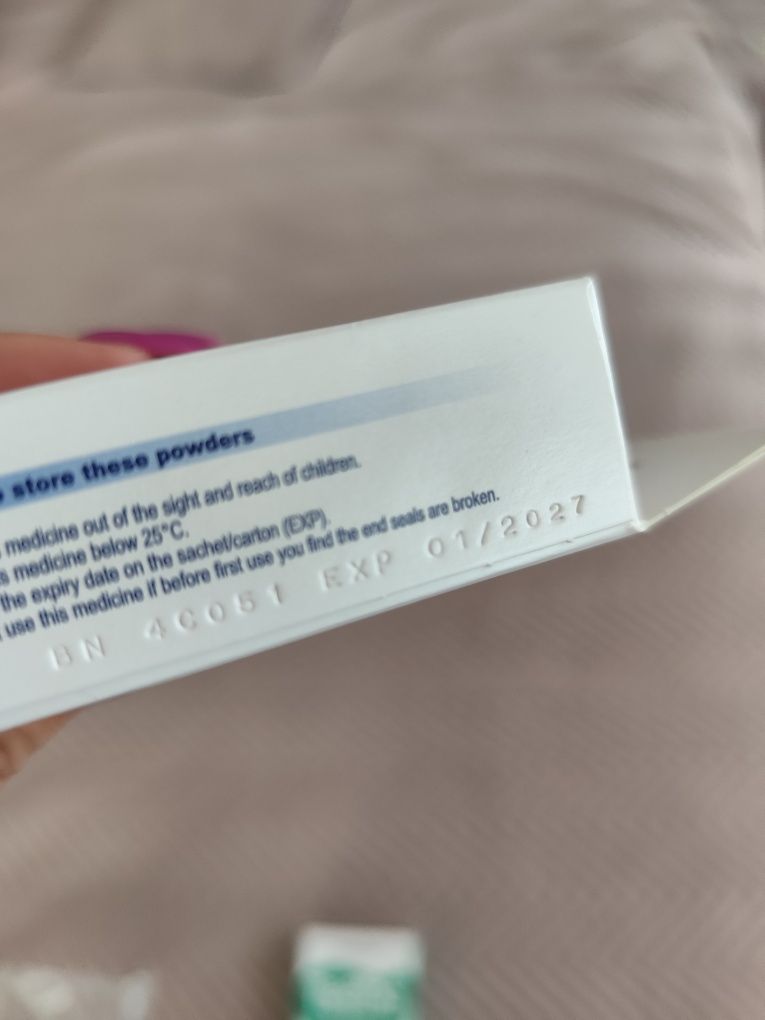 store these powders
medicine out of the sight and reach of children.
medicine below 25°C.
the expiry date on the sachet/carton (EXP).
use this medicine if before first use you find the end seals are broken.
BN 4C051 EXP 01/2027